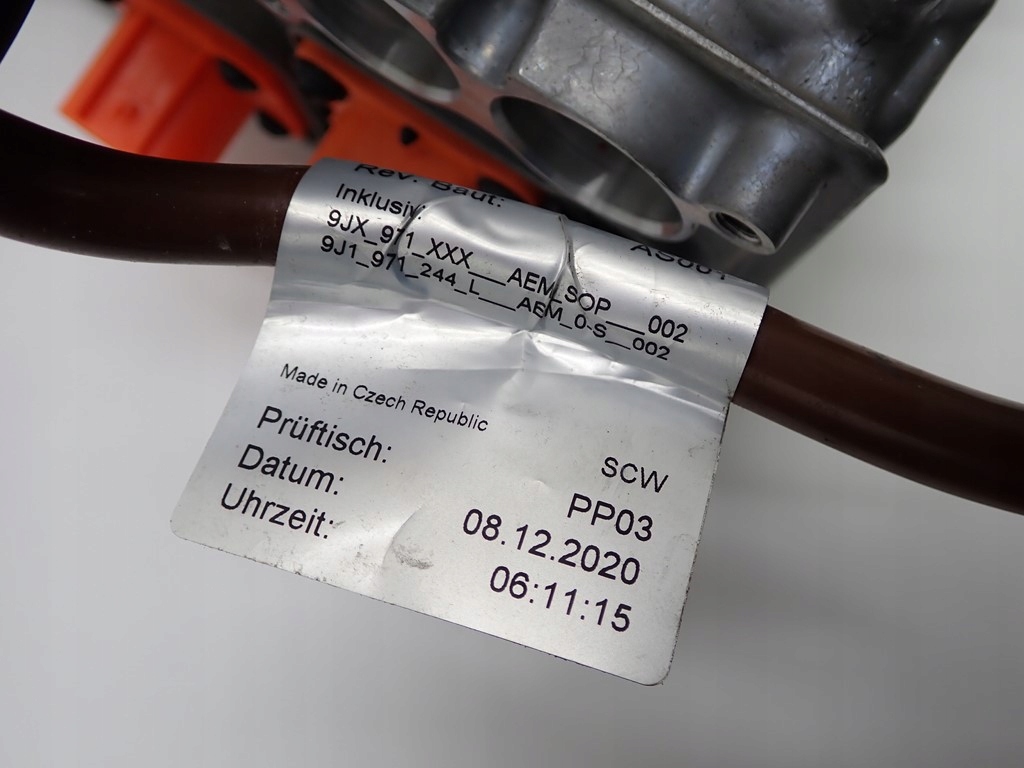 Rev. Baut:
AS001
Inklusiv:
9JX_971_XXX___AEM_SOP___002
9J1_971_244_L___AEM_0-S__002
Made in Czech Republic
SCW
Prüftisch: PP03
Datum: 08.12.2020
Uhrzeit: 06:11:15